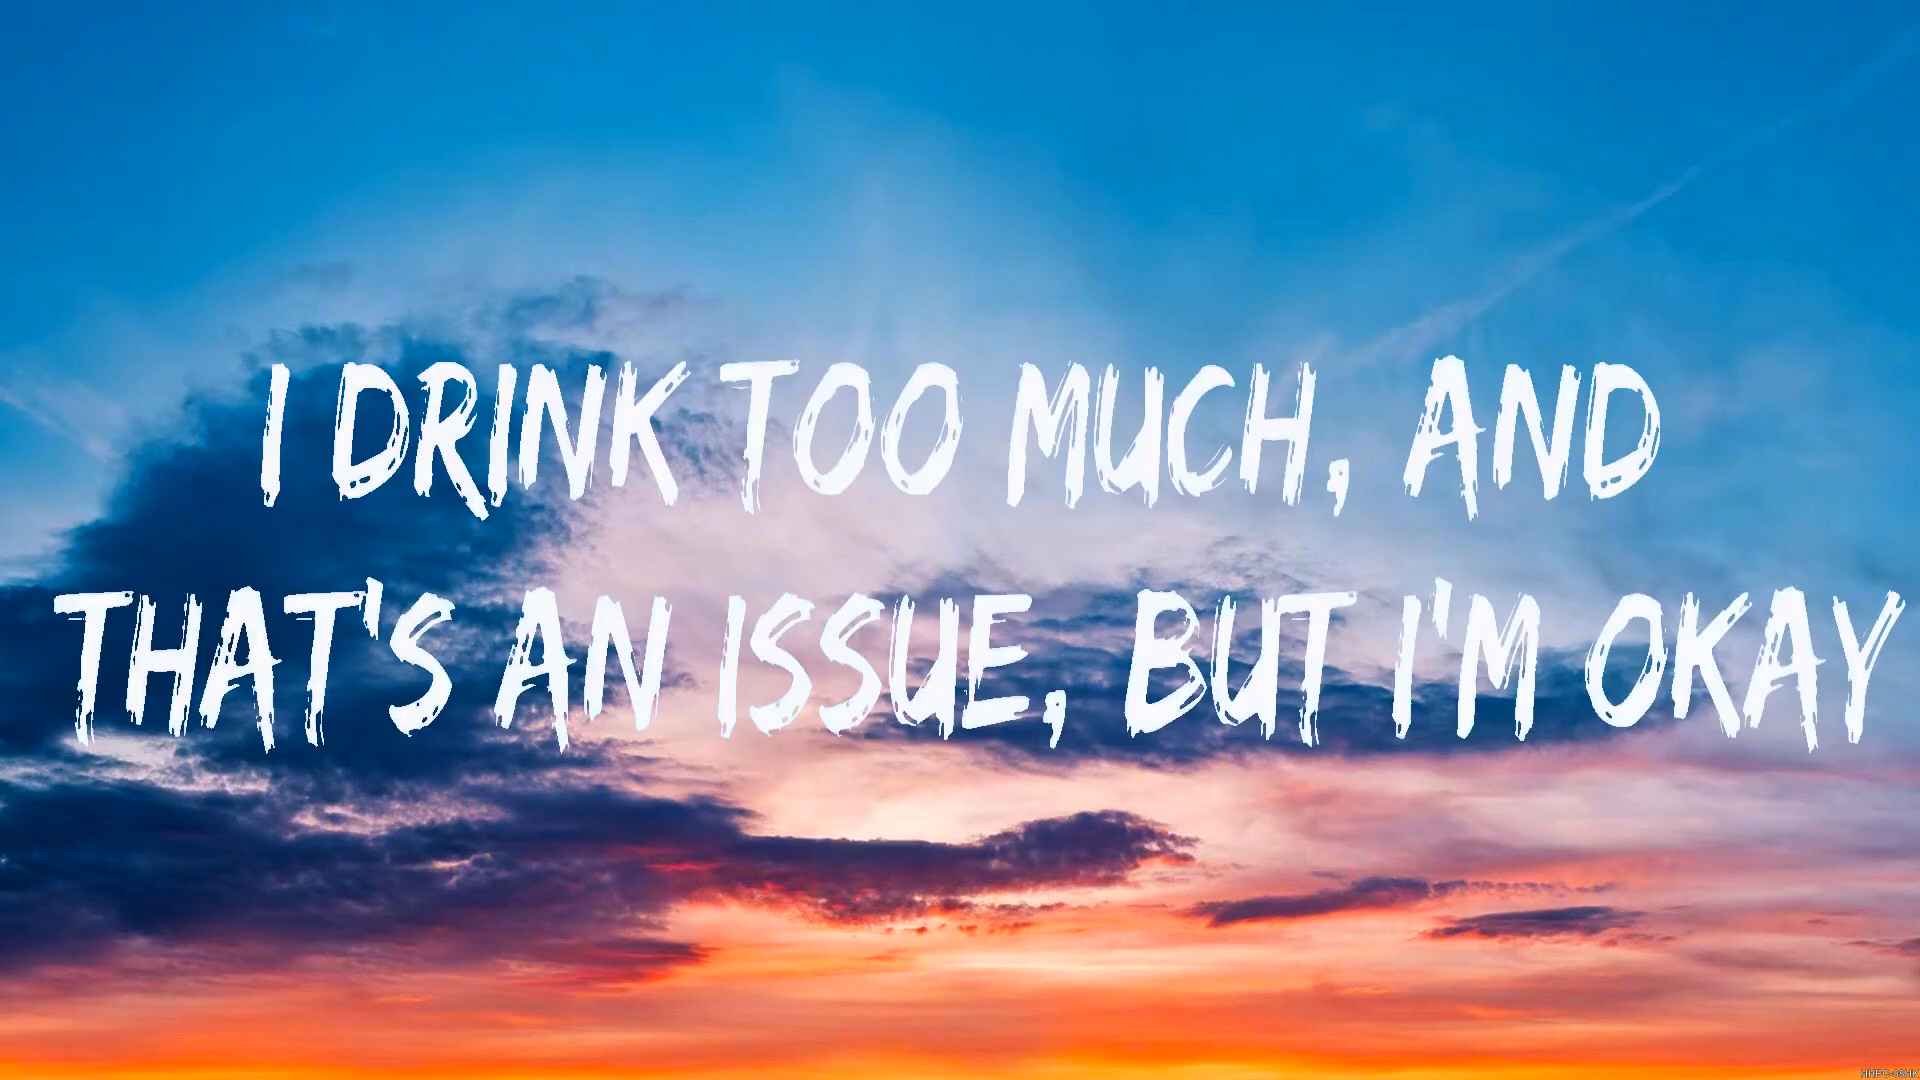 I DRINK TOO MUCH, AND
THAT'S AN ISSUE, BUT I'M OKAY